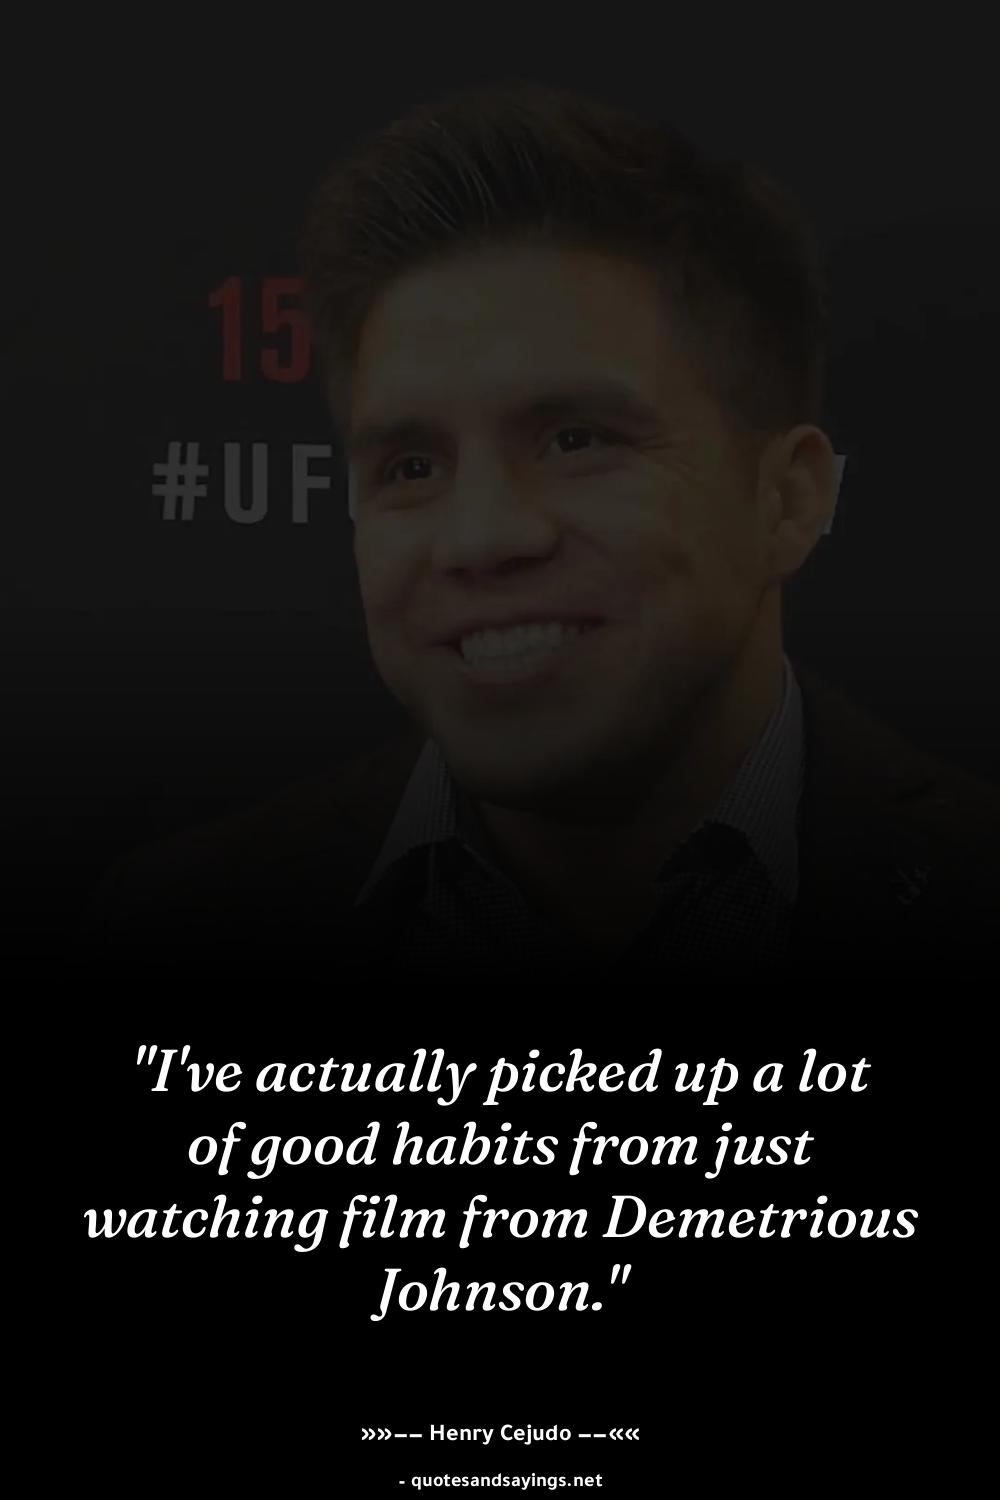 15
#UF
"I've actually picked up a lot
of good habits from just
watching film from Demetrious
Johnson."
»»−− Henry Cejudo −−««
- quotesandsayings.net